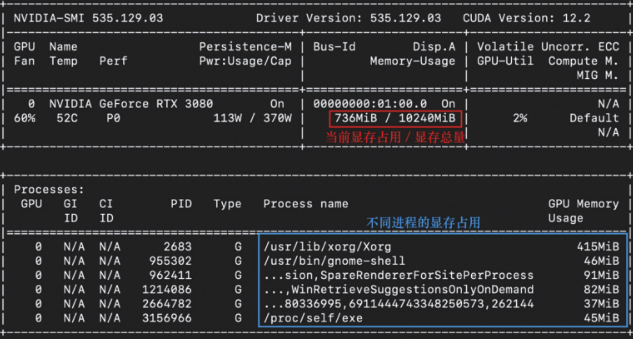 NVIDIA-SMI 535.129.03 Driver Version: 535.129.03 CUDA Version: 12.2
GPU Name Persistence-M Bus-Id Disp.A Volatile Uncorr. ECC
Fan Temp Perf Pwr:Usage/Cap Memory-Usage GPU-Util Compute M.
MIG M.
0 NVIDIA GeForce RTX 3080 On 00000000:01:00.0 On N/A
60% 52C P0 113W / 370W 736MiB / 10240MiB 2% Default
当前显存占用 / 显存总量 N/A
Processes:
GPU GI CI PID Type Process name GPU Memory
ID ID 不同进程的显存占用 Usage
0 N/A N/A 2683 G /usr/lib/xorg/Xorg 415MiB
0 N/A N/A 955302 G /usr/bin/gnome-shell 46MiB
0 N/A N/A 962411 G ...sion,SpareRendererForSitePerProcess 91MiB
0 N/A N/A 1214086 G ...,WinRetrieveSuggestionsOnlyOnDemand 82MiB
0 N/A N/A 2664782 G ...80336995,6911444743348250573,262144 37MiB
0 N/A N/A 3156966 G /proc/self/exe 45MiB